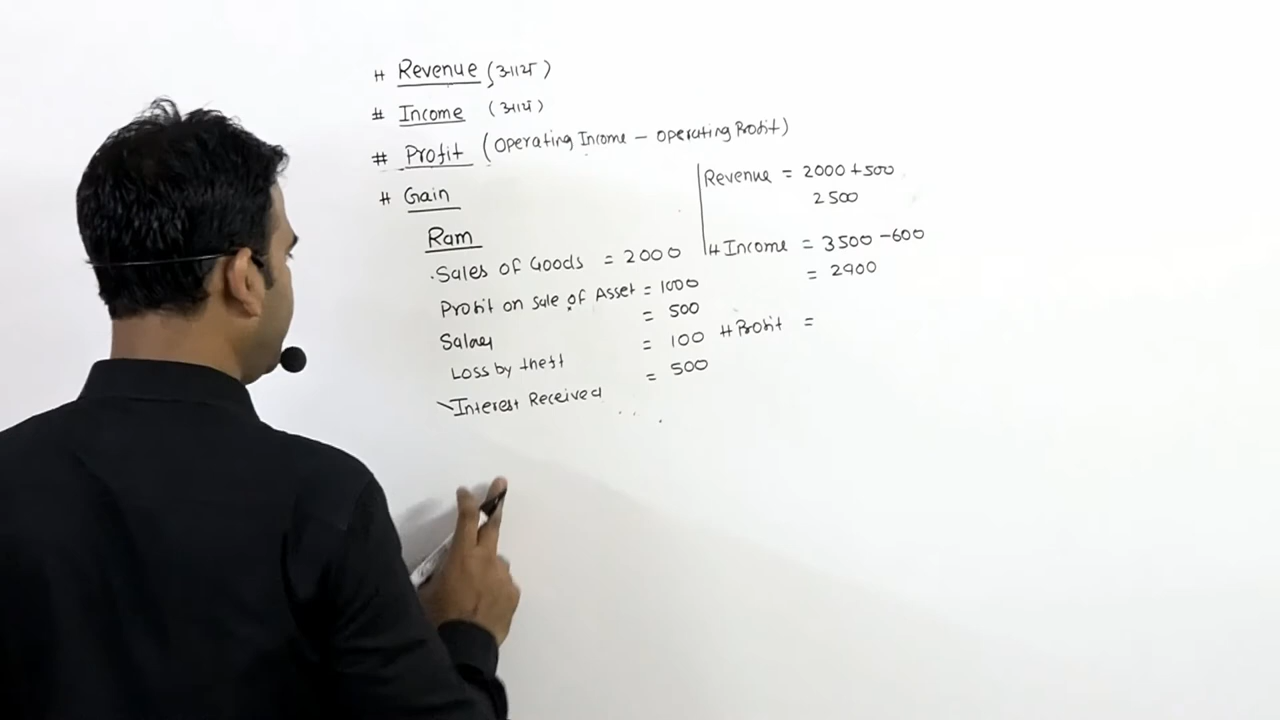 # Revenue (आय)
# Income (आय)
# Profit (Operating Income - Operating Profit)
# Gain
Ram
Sales of Goods = 2000
Profit on Sale of Asset = 1000
Salary = 500
Loss by theft = 100
Interest Received = 500
Revenue = 2000 + 500
2500
# Income = 3500 - 600
= 2900
# Profit =